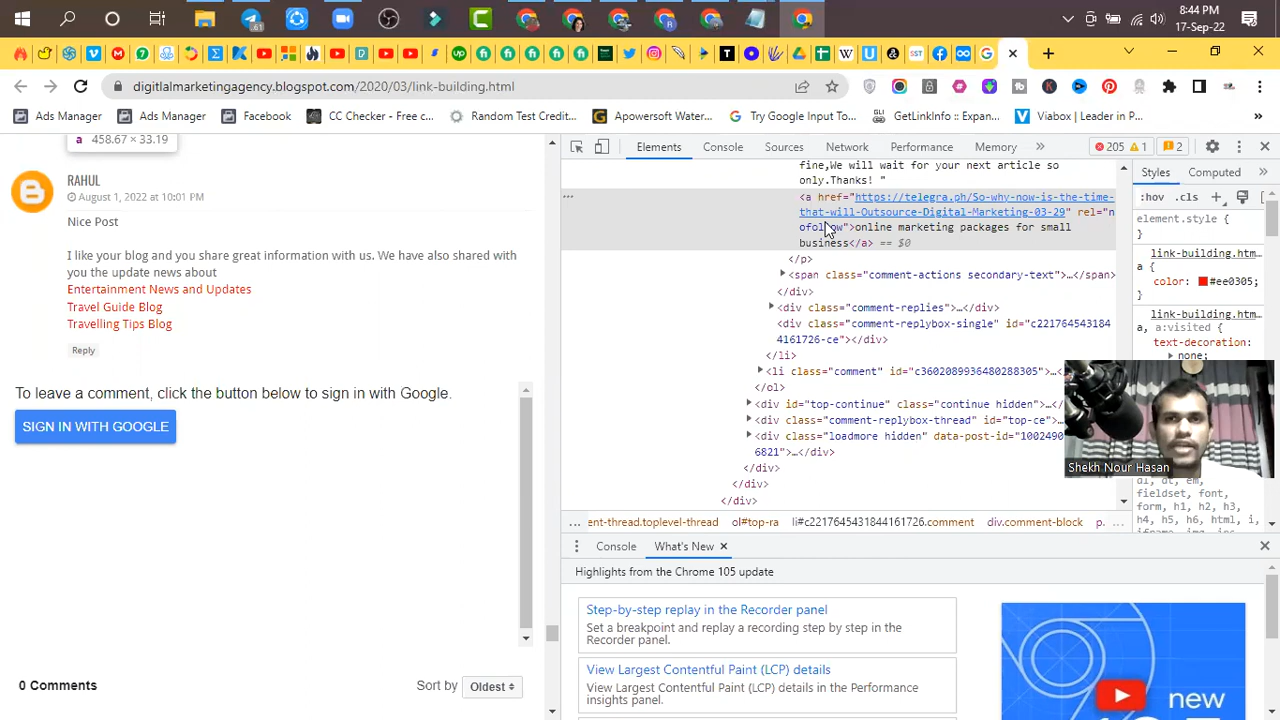 8:44 PM
17-Sep-22
61
digitlalmarketingagency.blogspot.com/2020/03/link-building.html
Ads Manager
Ads Manager
Facebook
CC Checker - Free c...
Random Test Credit...
Apowersoft Waterm...
Try Google Input To...
GetLinkInfo :: Expan...
Viabox | Leader in P...
»
a 458.67 × 33.19
RAHUL
August 1, 2022 at 10:01 PM
Nice Post
I like your blog and you share great information with us. We have also shared with
you the update news about
Entertainment News and Updates
Travel Guide Blog
Travelling Tips Blog
Reply
To leave a comment, click the button below to sign in with Google.
SIGN IN WITH GOOGLE
0 Comments
Sort by Oldest
Elements Console Sources Network Performance Memory » 205 1 2
fine,We will wait for your next article so
only.Thanks! "
<a href="https://telegra.ph/So-why-now-is-the-time-
that-will-Outsource-Digital-Marketing-03-29" rel="n
ofollow">online marketing packages for small
business</a> == $0
</p>
<span class="comment-actions secondary-text">…</span>
</div>
<div class="comment-replies">…</div>
<div class="comment-replybox-single" id="c221764543184
4161726-ce"></div>
</li>
<li class="comment" id="c3602089936480288305">…
</ol>
<div id="top-continue" class="continue hidden">…
<div class="comment-replybox-thread" id="top-ce">…
<div class="loadmore hidden" data-post-id="1002490
6821">…</div>
</div>
</div>
</div>
... ent-thread.toplevel-thread ol#top-ra li#c2217645431844161726.comment div.comment-block p. ...
Styles Computed »
:hov .cls
element.style {
}
link-building.htm…
a {
color: #ee0305;
}
link-building.htm…
a, a:visited {
text-decoration:
none;
Shekh Nour Hasan
dl, dt, em,
fieldset, font,
form, h1, h2, h3,
h4, h5, h6, html, i,
Console What's New ×
Highlights from the Chrome 105 update
Step-by-step replay in the Recorder panel
Set a breakpoint and replay a recording step by step in the
Recorder panel.
View Largest Contentful Paint (LCP) details
View Largest Contentful Paint (LCP) details in the Performance
insights panel.
new